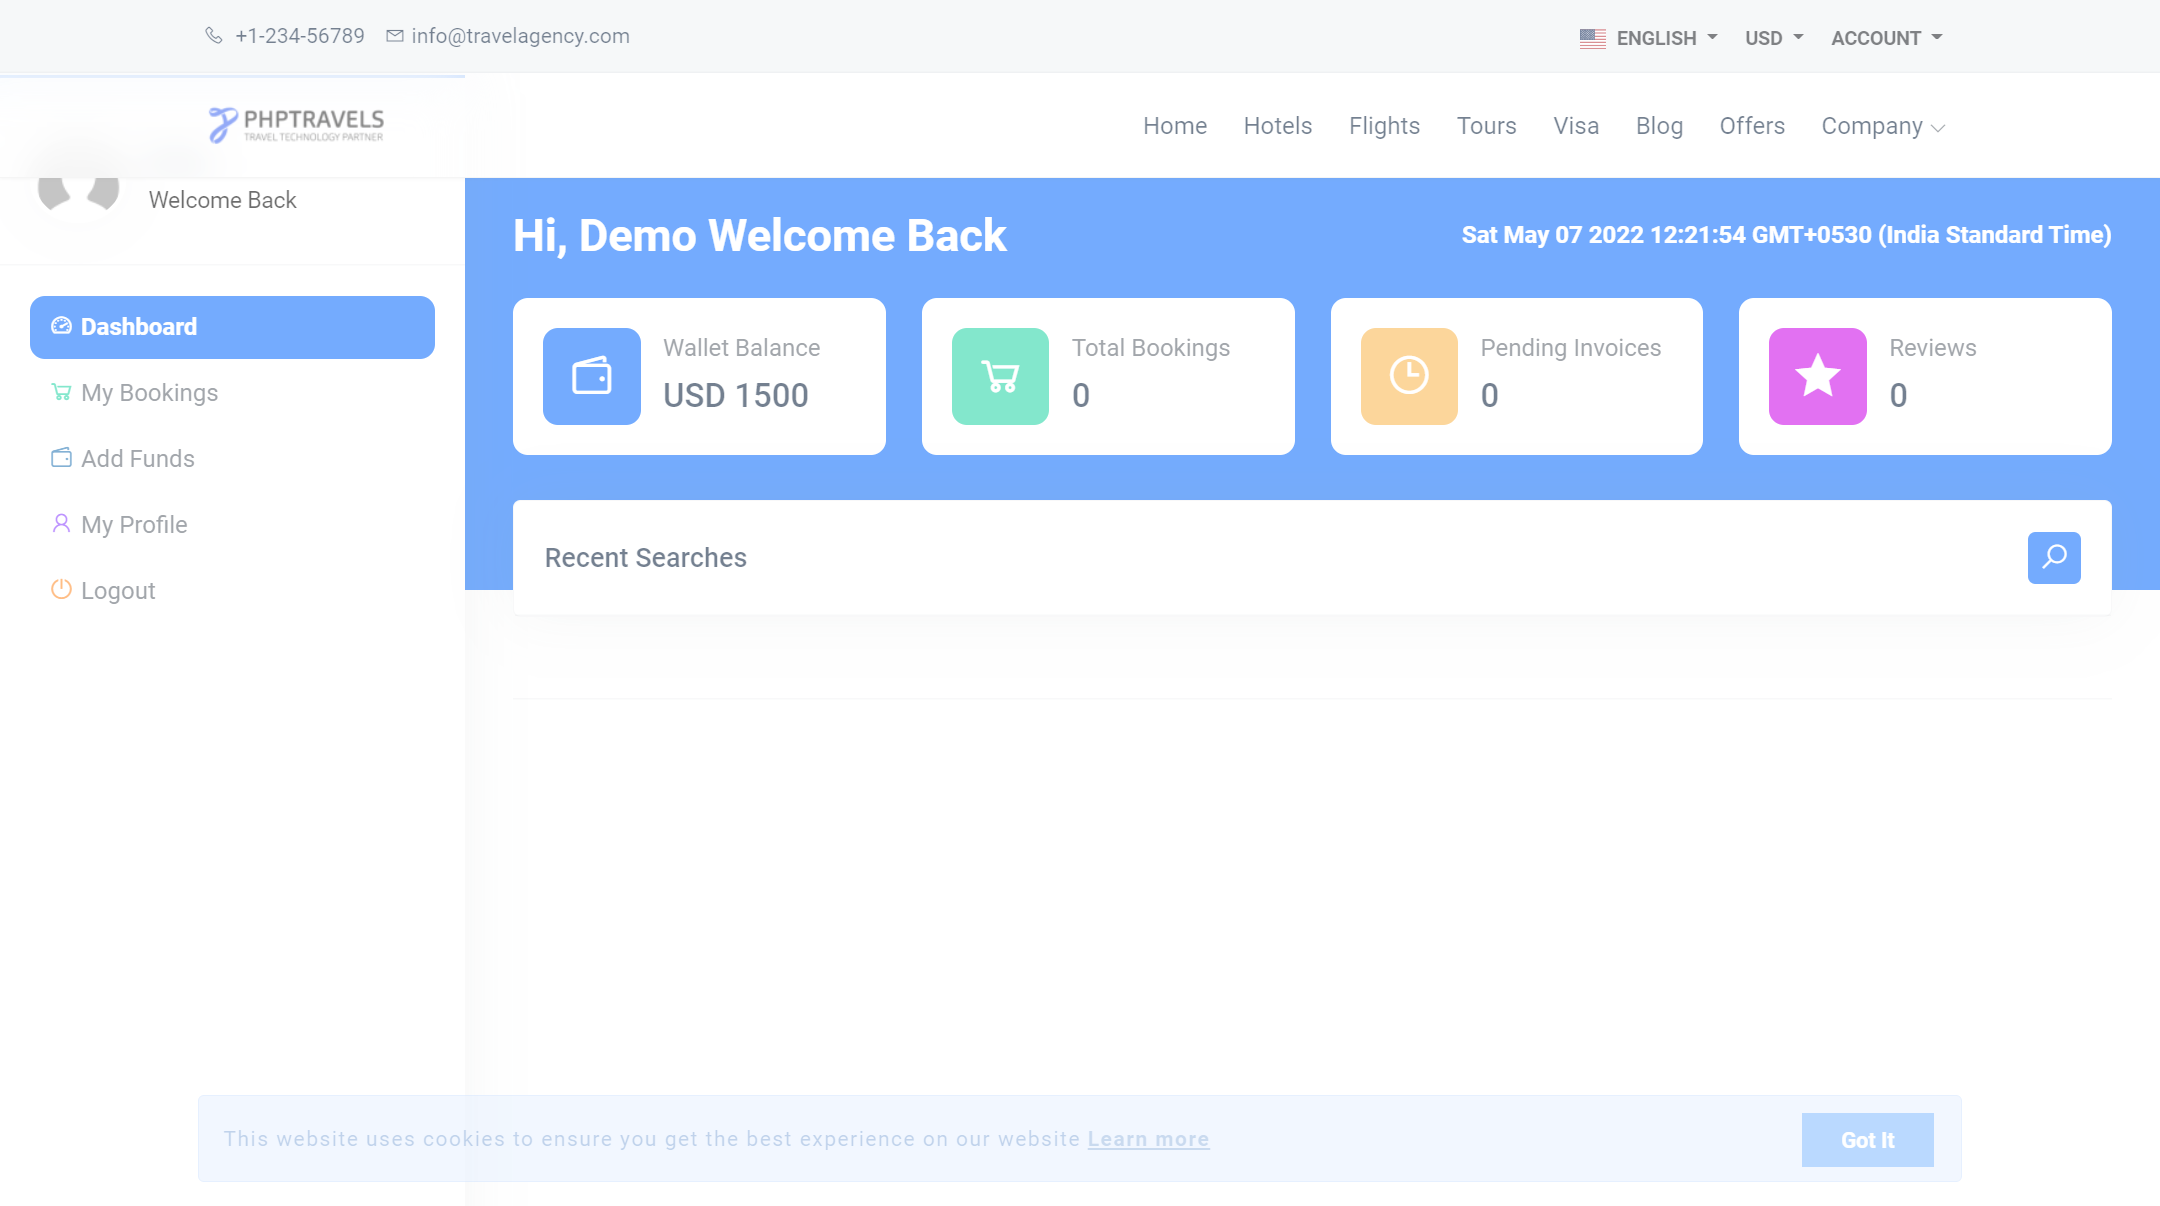 +1-234-56789 info@travelagency.com
ENGLISH USD ACCOUNT
PHPTRAVELS
TRAVEL TECHNOLOGY PARTNER
Home Hotels Flights Tours Visa Blog Offers Company
Welcome Back
Hi, Demo Welcome Back
Sat May 07 2022 12:21:54 GMT+0530 (India Standard Time)
Dashboard
My Bookings
Add Funds
My Profile
Logout
Wallet Balance
USD 1500
Total Bookings
0
Pending Invoices
0
Reviews
0
Recent Searches
This website uses cookies to ensure you get the best experience on our website Learn more
Got It